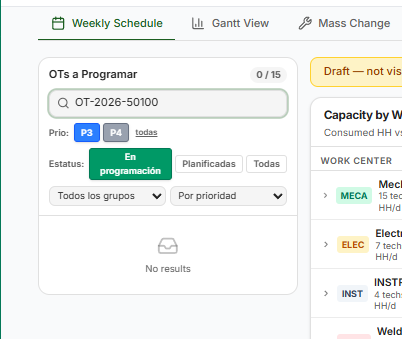 Weekly Schedule
Gantt View
Mass Change
OTs a Programar
0 / 15
OT-2026-50100
Prio:
P3
P4
todas
Estatus:
En
programación
Planificadas
Todas
Todos los grupos
Por prioridad
No results
Draft — not vis
Capacity by W
Consumed HH vs
WORK CENTER
MECA
Mech
15 tec
HH/d
ELEC
Electr
7 tech
HH/d
INST
INSTR
4 tech
HH/d
Weld